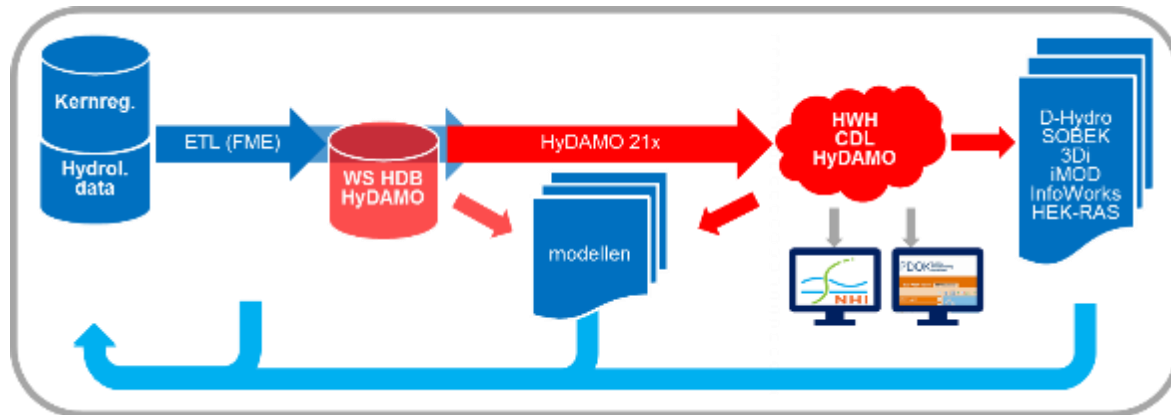 Kernreg.
Hydrol.
data
ETL (FME)
WS HDB
HyDAMO
HyDAMO 21x
modellen
HWH
CDL
HyDAMO
NHI
PDOK
D-Hydro
SOBEK
3Di
iMOD
InfoWorks
HEK-RAS